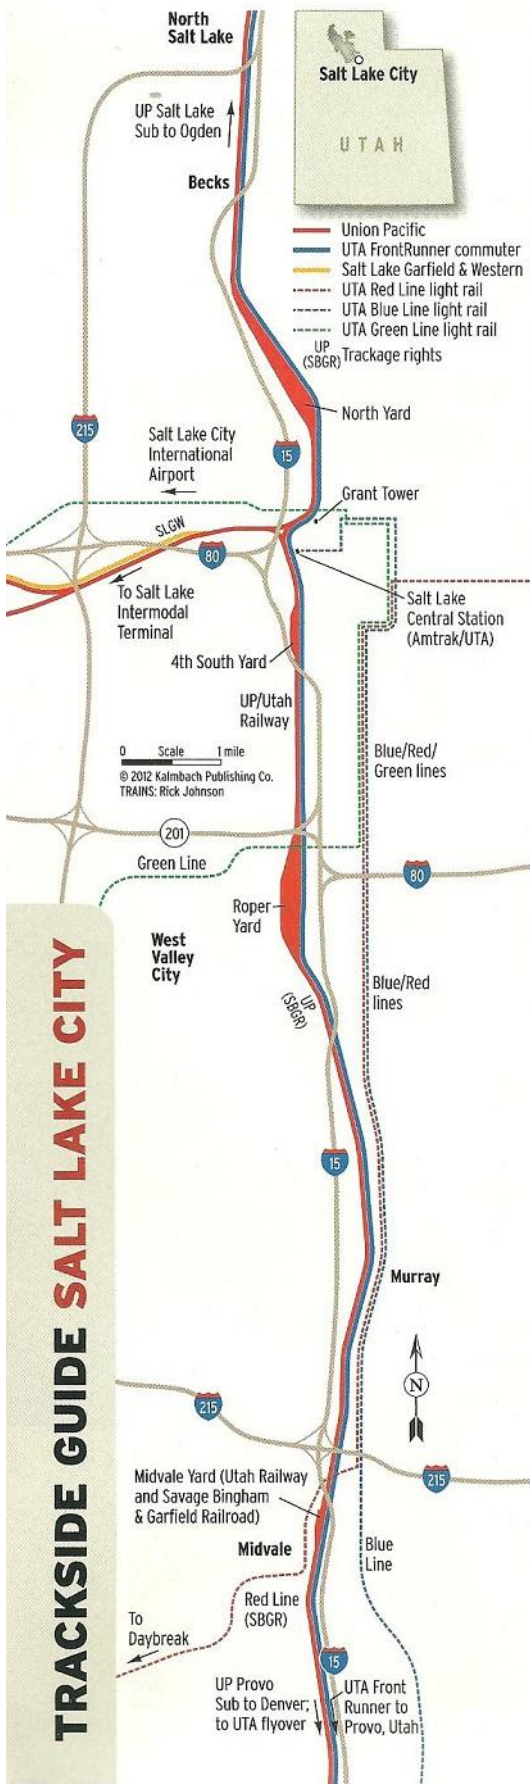 North
Salt Lake
Salt Lake City
UTAH
UP Salt Lake
Sub to Ogden
Becks
Union Pacific
UTA FrontRunner commuter
Salt Lake Garfield & Western
UTA Red Line light rail
UTA Blue Line light rail
UTA Green Line light rail
UP
(SBGR) Trackage rights
North Yard
215
Salt Lake City
International
Airport
15
Grant Tower
SLGW
80
To Salt Lake
Intermodal
Terminal
Salt Lake
Central Station
(Amtrak/UTA)
4th South Yard
UP/Utah
Railway
0 Scale 1 mile
© 2012 Kalmbach Publishing Co.
TRAINS: Rick Johnson
Blue/Red/
Green lines
201
Green Line
80
Roper
Yard
West
Valley
City
UP
(SBGR)
Blue/Red
lines
15
Murray
N
215
215
Midvale Yard (Utah Railway
and Savage Bingham
& Garfield Railroad)
Midvale
Blue
Line
Red Line
(SBGR)
To
Daybreak
15
UP Provo
Sub to Denver;
to UTA flyover
UTA Front
Runner to
Provo, Utah
TRACKSIDE GUIDE SALT LAKE CITY